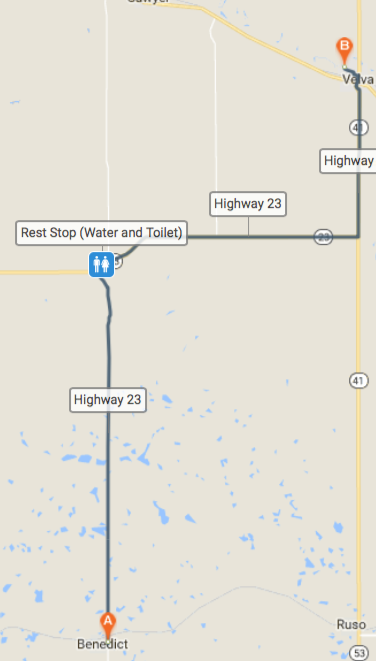 Sawyer
B
Velva
41
Highway
Highway 23
Rest Stop (Water and Toilet)
23
41
Highway 23
A
Benedict
Ruso
53